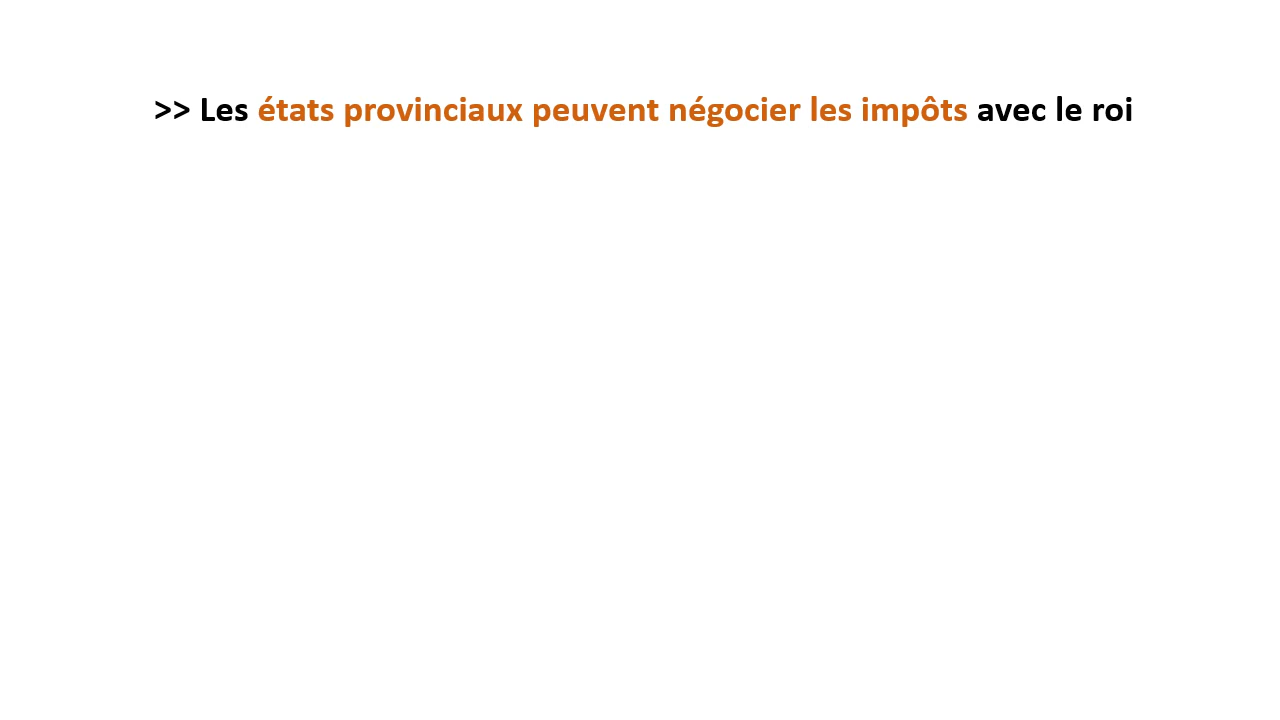 >> Les états provinciaux peuvent négocier les impôts avec le roi